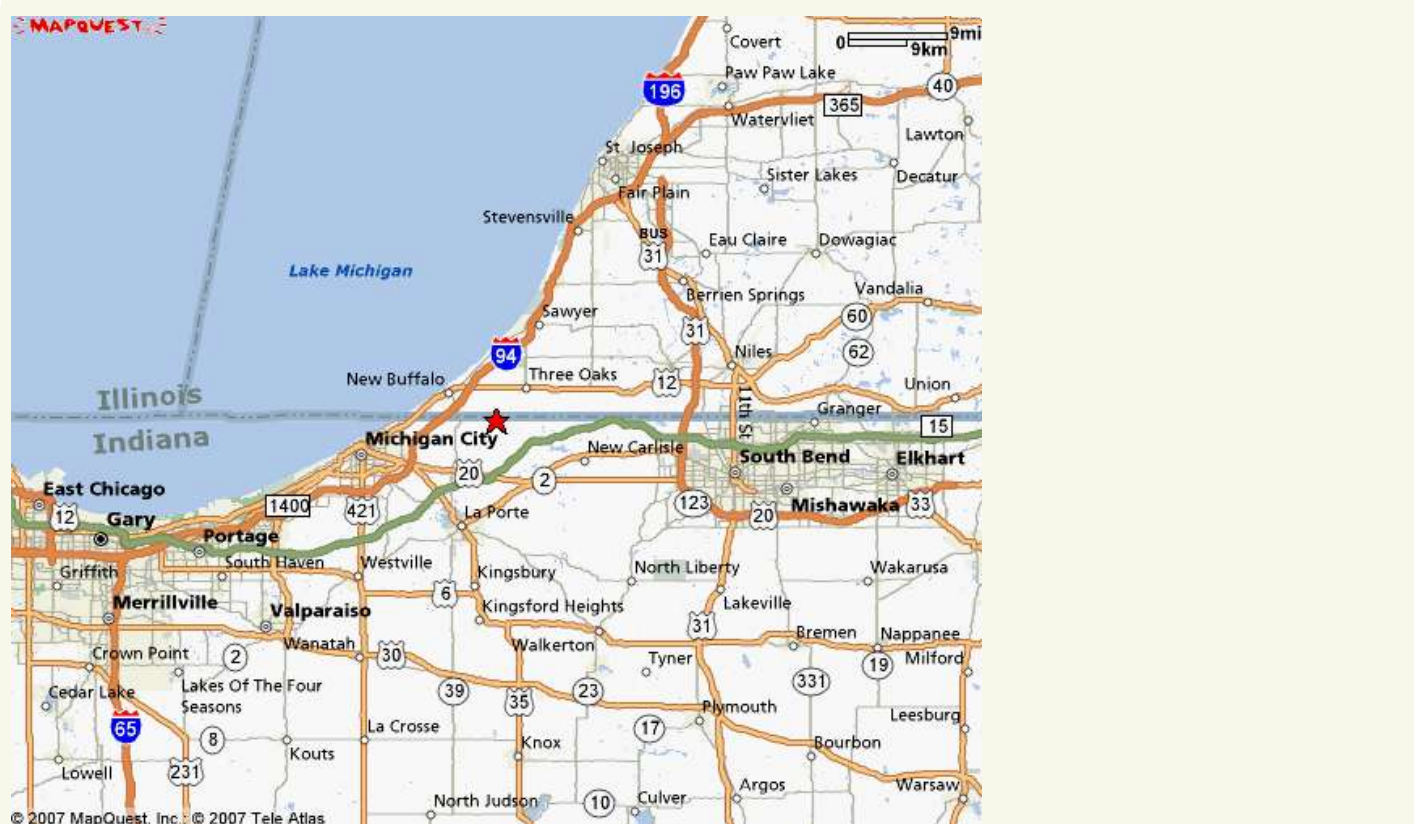 MAPQUEST
Covert
0 9mi
9km
Paw Paw Lake
196
40
365
Watervliet
Lawton
St. Joseph
Sister Lakes
Decatur
Fair Plain
Stevensville
BUS
31
Eau Claire
Dowagiac
Lake Michigan
Berrien Springs
Vandalia
Sawyer
60
31
94
Niles
62
New Buffalo
Three Oaks
12
Union
Illinois
11th St
Granger
15
Indiana
Michigan City
New Carlisle
South Bend
Elkhart
20
2
East Chicago
1400
421
123
20
Mishawaka
33
12
Gary
La Porte
Portage
South Haven
Westville
Griffith
Kingsbury
North Liberty
Wakarusa
6
Merrillville
Valparaiso
Kingsford Heights
Lakeville
31
Wanatah
30
Walkerton
Bremen
Nappanee
Crown Point
2
Tyner
19
Milford
Lakes Of The Four
Seasons
Cedar Lake
39
35
23
331
65
8
La Crosse
17
Plymouth
Leesburg
Kouts
Knox
Bourbon
Lowell
231
Argos
Warsaw
North Judson
10
Culver
© 2007 MapQuest, Inc.; © 2007 Tele Atlas